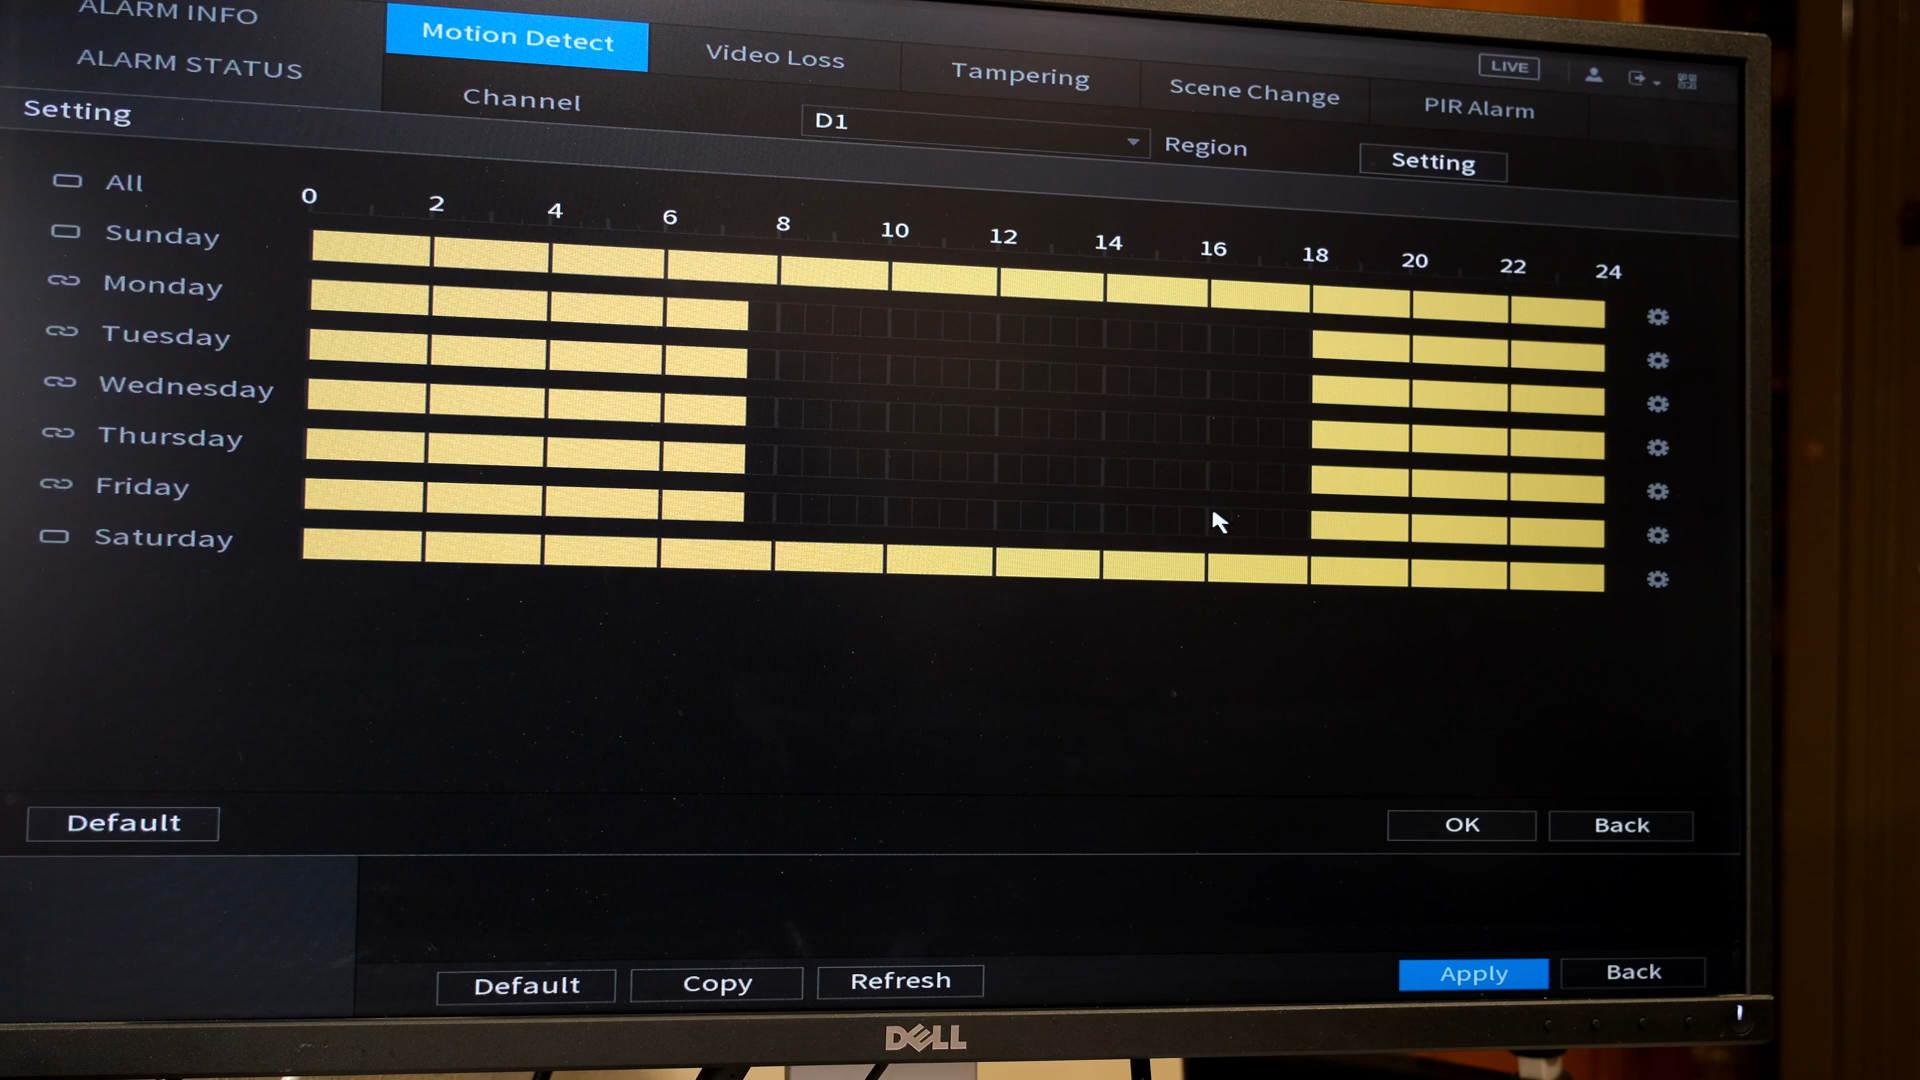 ALARM INFO
ALARM STATUS
Motion Detect
Video Loss
Tampering
Scene Change
PIR Alarm
LIVE
Channel
D1
Region
Setting
Setting
All
0 2 4 6 8 10 12 14 16 18 20 22 24
Sunday
Monday
Tuesday
Wednesday
Thursday
Friday
Saturday
Default
OK
Back
Default
Copy
Refresh
Apply
Back
DELL